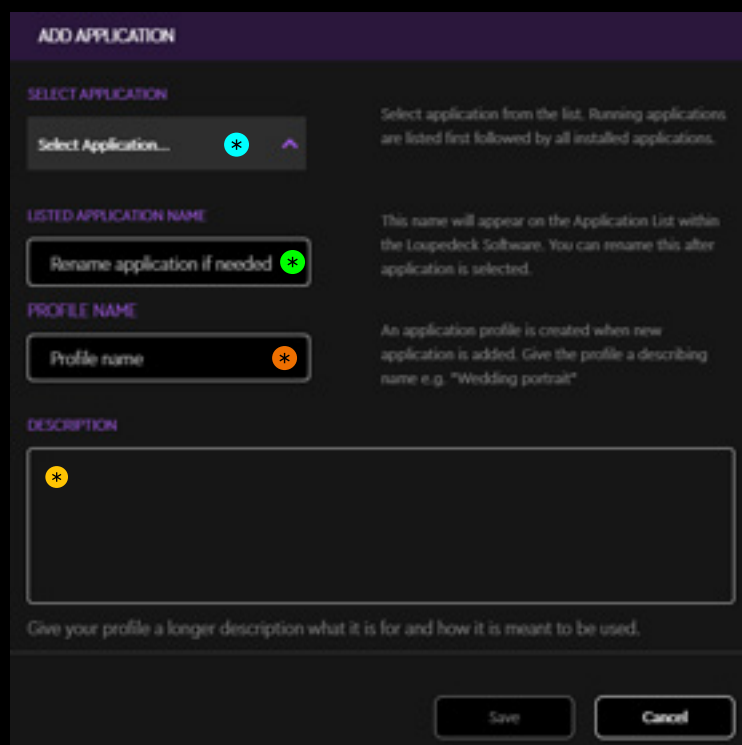 ADD APPLICATION
SELECT APPLICATION
Select Application...
Select application from the list. Running applications
are listed first followed by all installed applications.
LISTED APPLICATION NAME
Rename application if needed
This name will appear on the Application List within
the Loupedeck Software. You can rename this after
application is selected.
PROFILE NAME
Profile name
An application profile is created when new
application is added. Give the profile a describing
name e.g. "Wedding portrait"
DESCRIPTION
Give your profile a longer description what it is for and how it is meant to be used.
Save
Cancel